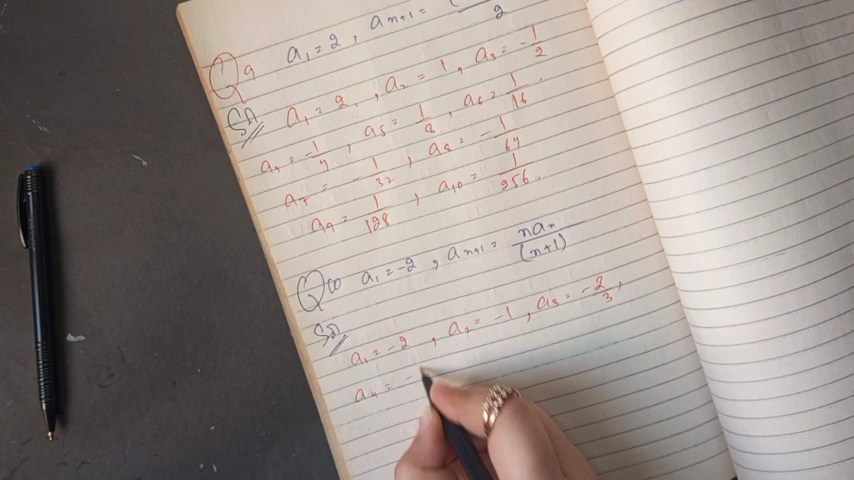 a₁ = 2 , aₙ₊₁ = 2
Q 9
Sol a₁ = 2 , a₂ = 1 , a₃ = -1/2
a₄ = -1/4 , a₅ = 1/8 , a₆ = 1/16 .
a₇ = -1/32 , a₈ = -1/64
a₉ = 1/128 , a₁₀ = 1/256 .
Q10 a₁ = -2 , aₙ₊₁ = naₙ/(n+1)
Sol
a₁ = -2 , a₂ = -1 , a₃ = -2/3 ,
a₄ = -